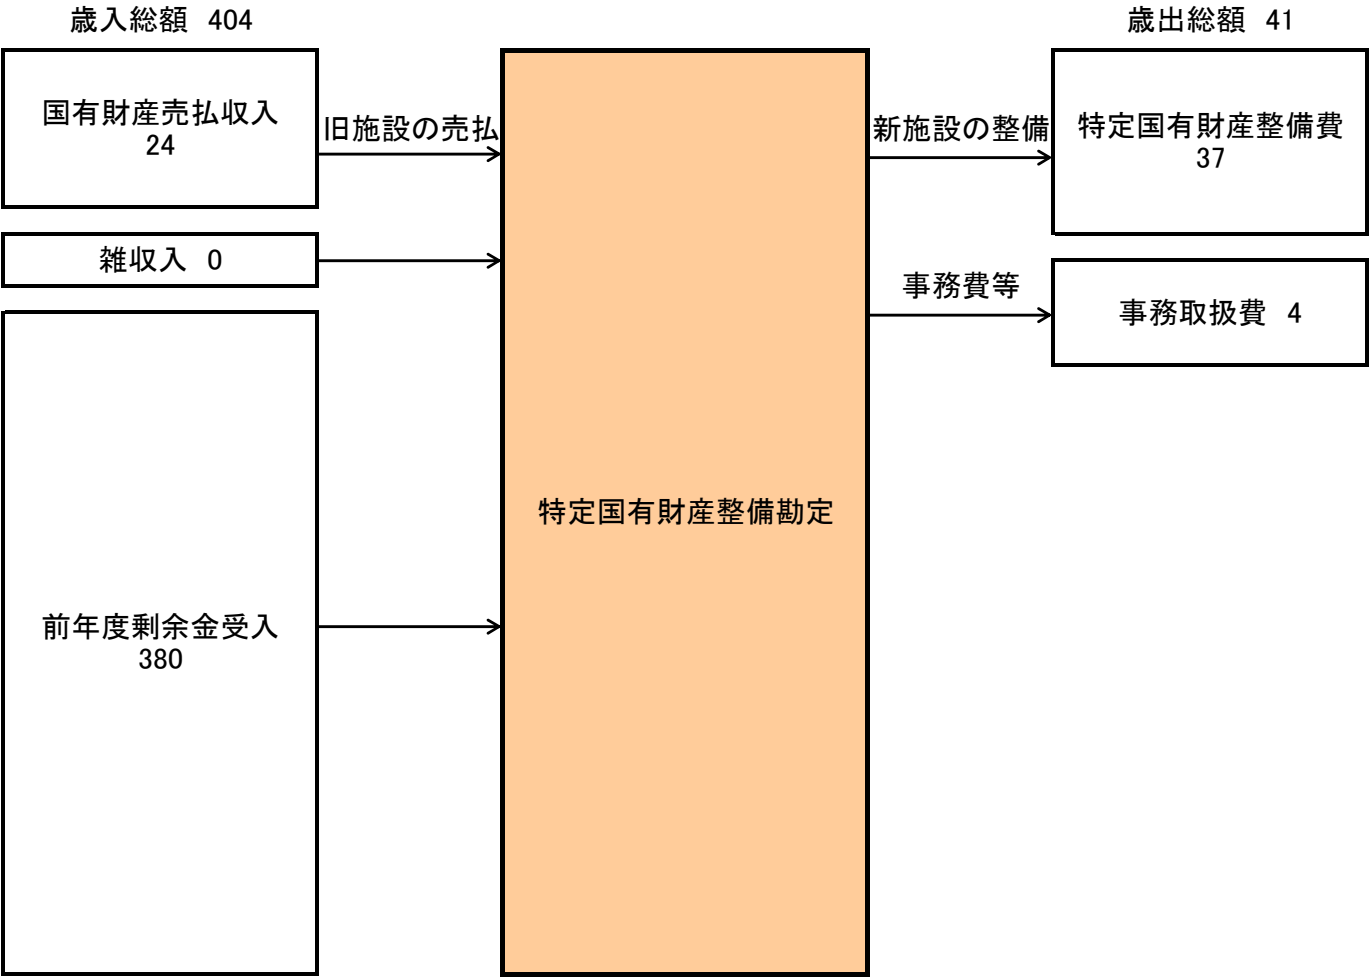 歳入総額 404
歳出総額 41
国有財産売払収入
24
旧施設の売払
雑収入 0
前年度剰余金受入
380
特定国有財産整備勘定
新施設の整備
特定国有財産整備費
37
事務費等
事務取扱費 4